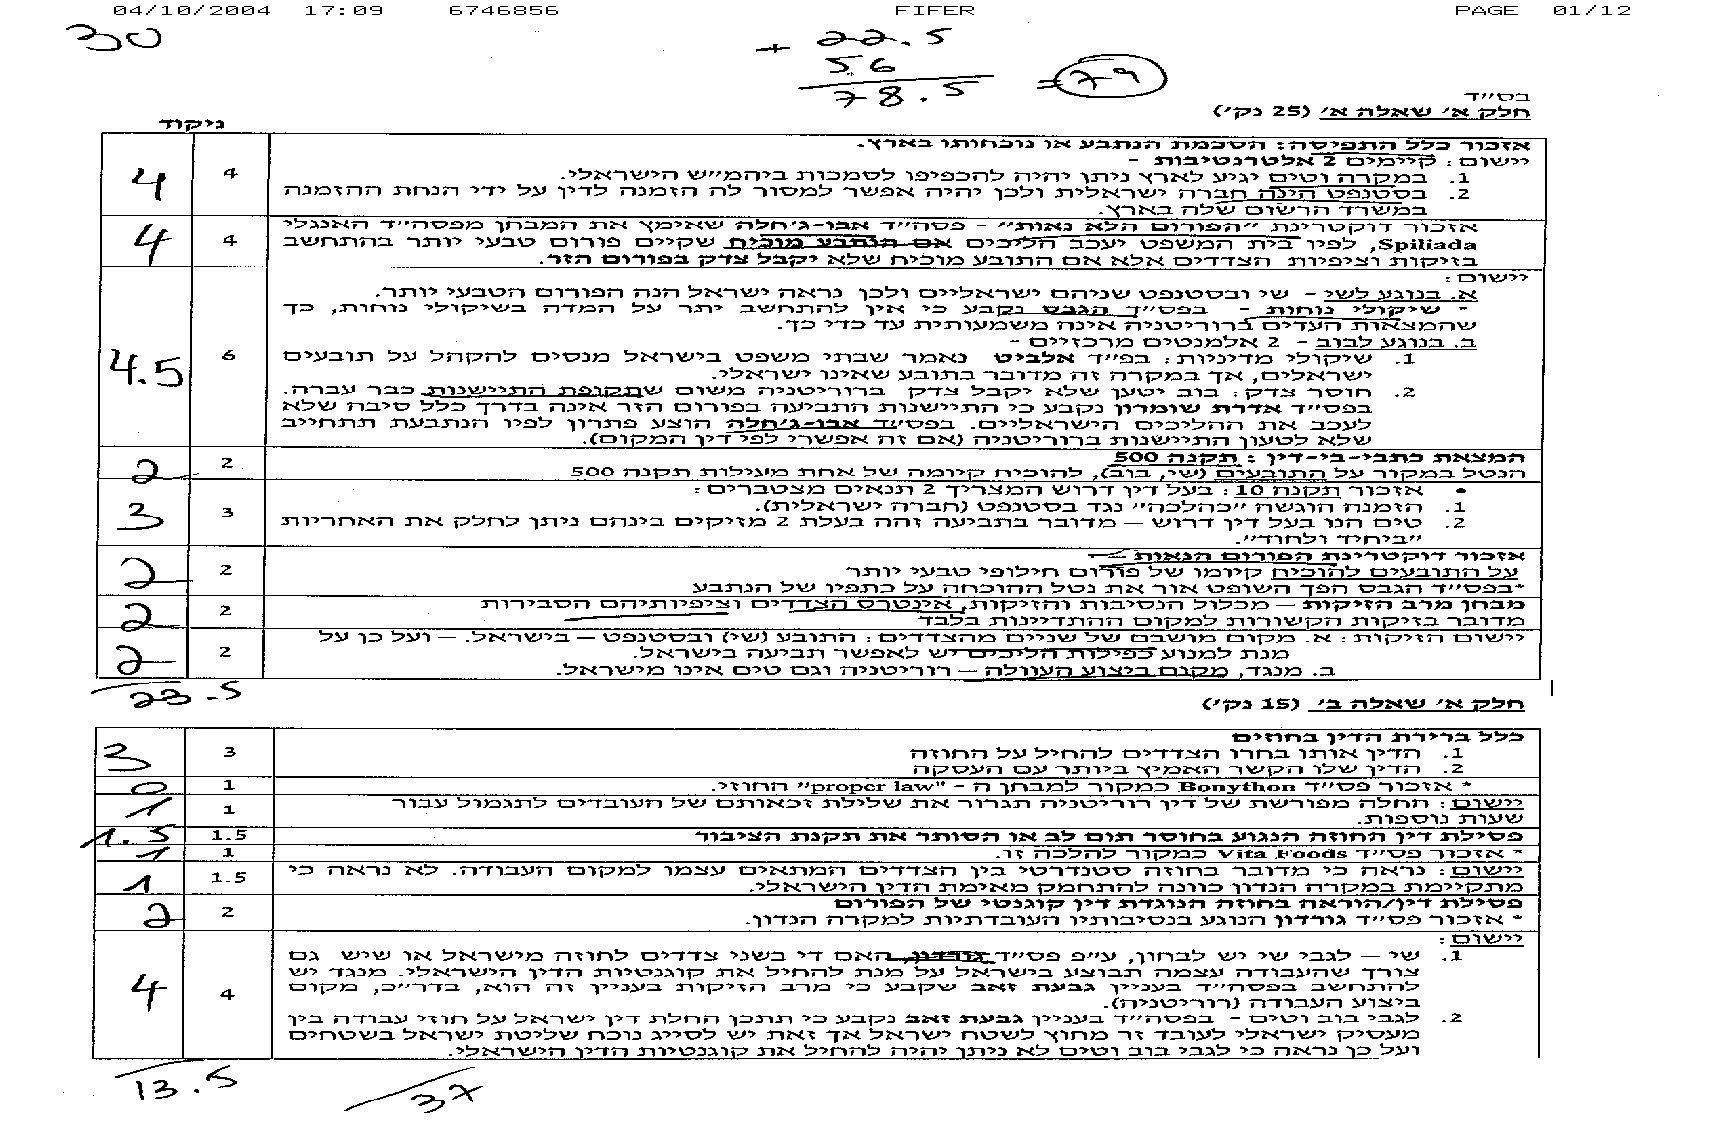 04/10/2004 17:09 6746856 FIFER PAGE 01/12
30
+ 22.5
56
78.5 = 79
בס״ד
חלק א׳ שאלה א׳ (25 נק׳)
ניקוד
אזכור כלל התפיסה: הסכמת הנתבע או נוכחותו בארץ.
יישום: קיימים 2 אלטרנטיבות -
1. במקרה וטים יגיע לארץ ניתן יהיה להכפיפו לסמכות ביהמ״ש הישראלי.
2. בסטנפט הינה חברה ישראלית ולכן יהיה אפשר למסור לה הזמנה לדין על ידי הנחת ההזמנה
במשרד הרשום שלה בארץ.
4 4
אזכור דוקטרינת ״הפורום הלא נאות״ - פסה״ד אבו-ג׳חלה שאימץ את המבחן מפסה״ד האנגלי
Spiliada, לפיו בית המשפט יעכב הליכים אם הנתבע מוכיח שקיים פורום טבעי יותר בהתחשב
בזיקות וציפיות הצדדים אלא אם התובע מוכיח שלא יקבל צדק בפורום הזר.
4 4
יישום:
א. בנוגע לשי - שי ובסטנפט שניהם ישראליים ולכן נראה ישראל הנה הפורום הטבעי יותר.
* שיקולי נוחות - בפס״ד הגבס נקבע כי אין להתחשב יתר על המדה בשיקולי נוחות, כך
שהמצאות העדים ברוריטניה אינה משמעותית עד כדי כך.
ב. בנוגע לבוב - 2 אלמנטים מרכזיים -
1. שיקולי מדיניות: בפ״ד אלביט נאמר שבתי משפט בישראל מנסים להקהל על תובעים
ישראלים, אך במקרה זה מדובר בתובע שאינו ישראלי.
2. חוסר צדק: בוב יטען שלא יקבל צדק ברוריטניה משום שתקופת התיישנות כבר עברה.
בפס״ד אדרת שומרון נקבע כי התיישנות התביעה בפורום הזר אינה בדרך כלל סיבה שלא
לעכב את ההליכים הישראליים. בפס״ד אבו-ג׳חלה הוצע פתרון לפיו הנתבעת תתחייב
שלא לטעון התיישנות ברוריטניה (אם זה אפשרי לפי דין המקום).
6 4.5
המצאת כתבי-בי-דין: תקנה 500
הנטל במקור על התובעים (שי, בוב), להוכיח קיומה של אחת מעילות תקנה 500
2 2
• אזכור תקנה 10: בעל דין דרוש המצריך 2 תנאים מצטברים:
1. הזמנה הוגשה ״כהלכה״ נגד בסטנפט (חברה ישראלית).
2. טים הנו בעל דין דרוש – מדובר בתביעה זהה בעלת 2 מזיקים בינהם ניתן לחלק את האחריות
״ביחיד ולחוד״.
3 3
אזכור דוקטרינת הפורום הנאות –
על התובעים להוכיח קיומו של פורום חילופי טבעי יותר
*בפס״ד הגבס הפך השופט אור את נטל ההוכחה על כתפיו של הנתבע
2 2
מבחן מרב הזיקות – מכלול הנסיבות והזיקות, אינטרס הצדדים וציפיותיהם הסבירות
מדובר בזיקות הקשורות למקום ההתדיינות בלבד
2 2
יישום הזיקות: א. מקום מושבם של שניים מהצדדים: התובע (שי) ובסטנפט – בישראל. – ועל כן על
מנת למנוע כפילות הליכים יש לאפשר תביעה בישראל.
ב. מנגד, מקום ביצוע העוולה – רוריטניה וגם טים אינו מישראל.
2 2
23.5
חלק א׳ שאלה ב׳ (15 נק׳)
כלל ברירת הדין בחוזים
1. הדין אותו בחרו הצדדים להחיל על החוזה
2. הדין שלו הקשר האמיץ ביותר עם העסקה
3 3
* אזכור פס״ד Bonython כמקור למבחן ה - "proper law" החוזי.
1 0
יישום: החלה מפורשת של דין רוריטניה תגרור את שלילת זכאותם של העובדים לתגמול עבור
שעות נוספות.
1 1
פסילת דין החוזה הנגוע בחוסר תום לב או הסותר את תקנת הציבור
1.5 1.5
* אזכור פס״ד Vita Foods כמקור להלכה זו.
1 1
יישום: נראה כי מדובר בחוזה סטנדרטי בין הצדדים המתאים עצמו למקום העבודה. לא נראה כי
מתקיימת במקרה הנדון כוונה להתחמק מאימת הדין הישראלי.
1.5 1
פסילת דין/הוראה בחוזה הנוגדת דין קוגנטי של הפורום
* אזכור פס״ד גורדון הנוגע בנסיבותיו העובדתיות למקרה הנדון.
2 2
יישום:
1. שי – לגבי שי יש לבחון, ע״פ פס״ד גורדון, האם די בשני צדדים לחוזה מישראל או שיש גם
צורך שהעבודה עצמה תבוצע בישראל על מנת להחיל את קוגנטיות הדין הישראלי. מנגד יש
להתחשב בפסה״ד בעניין גבעת זאב שקבע כי מרב הזיקות בעניין זה הוא, בדר״כ, מקום
ביצוע העבודה (רוריטניה).
2. לגבי בוב וטים - בפסה״ד בעניין גבעת זאב נקבע כי תתכן החלת דין ישראל על חוזי עבודה בין
מעסיק ישראלי לעובד זר מחוץ לשטח ישראל אך זאת יש לסייג נוכח שליטת ישראל בשטחים
ועל כן נראה כי לגבי בוב וטים לא ניתן יהיה להחיל את קוגנטיות הדין הישראלי.
4 4
13.5
37